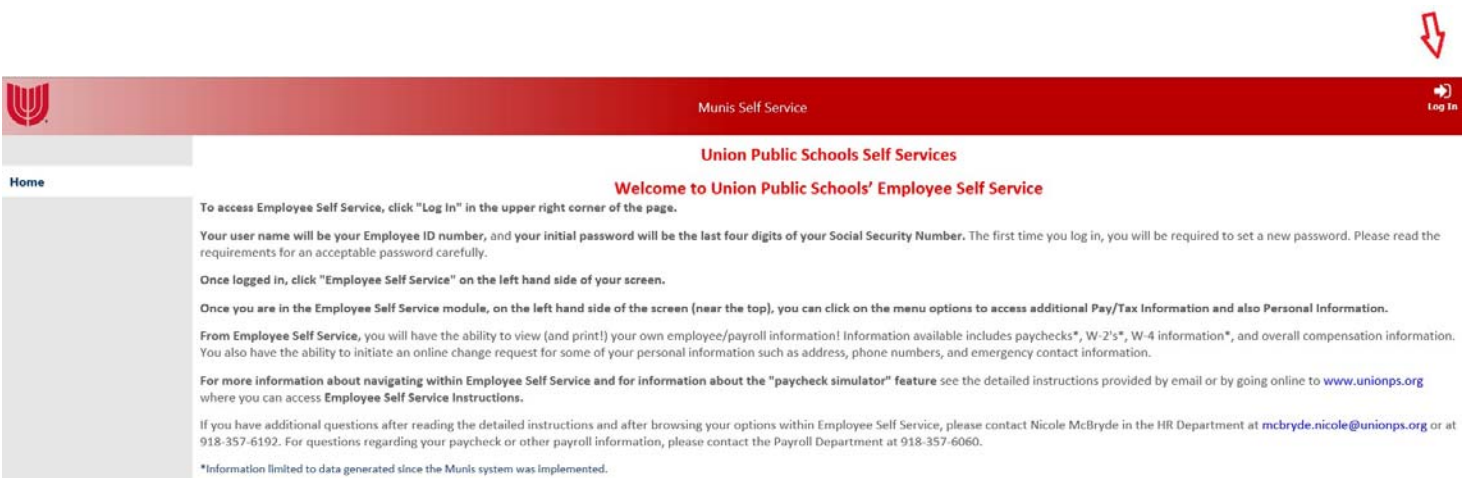 Munis Self Service
Log In
Union Public Schools Self Services
Home
Welcome to Union Public Schools’ Employee Self Service
To access Employee Self Service, click "Log In" in the upper right corner of the page.
Your user name will be your Employee ID number, and your initial password will be the last four digits of your Social Security Number. The first time you log in, you will be required to set a new password. Please read the
requirements for an acceptable password carefully.
Once logged in, click "Employee Self Service" on the left hand side of your screen.
Once you are in the Employee Self Service module, on the left hand side of the screen (near the top), you can click on the menu options to access additional Pay/Tax Information and also Personal Information.
From Employee Self Service, you will have the ability to view (and print!) your own employee/payroll information! Information available includes paychecks*, W-2's*, W-4 information*, and overall compensation information.
You also have the ability to initiate an online change request for some of your personal information such as address, phone numbers, and emergency contact information.
For more information about navigating within Employee Self Service and for information about the "paycheck simulator" feature see the detailed instructions provided by email or by going online to www.unionps.org
where you can access Employee Self Service Instructions.
If you have additional questions after reading the detailed instructions and after browsing your options within Employee Self Service, please contact Nicole McBryde in the HR Department at mcbryde.nicole@unionps.org or at
918-357-6192. For questions regarding your paycheck or other payroll information, please contact the Payroll Department at 918-357-6060.
*Information limited to data generated since the Munis system was implemented.